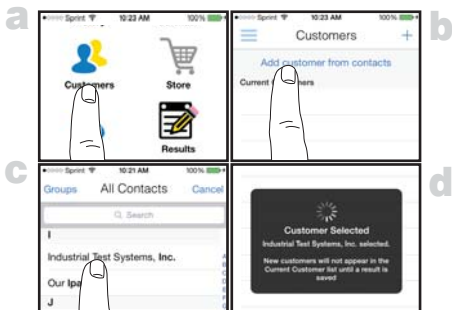 a
Sprint 10:23 AM 100%
Customers
Store
Results
b
Sprint 10:23 AM 100%
Customers
Add customer from contacts
Current
c
Sprint 10:21 AM 100%
Groups All Contacts Cancel
Search
I
Industrial Test Systems, Inc.
Our
J
d
Customer Selected
Industrial Test Systems, Inc. selected.
New customers will not appear in the
Current Customer list until a result is
saved